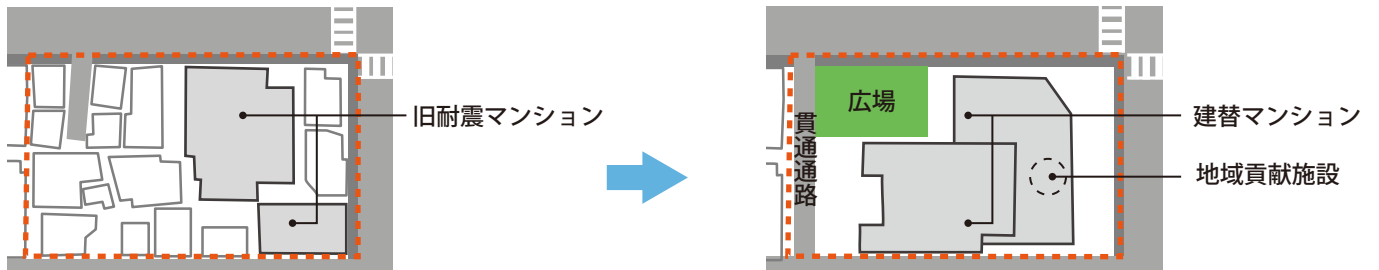 旧耐震マンション
広場
貫通通路
建替マンション
地域貢献施設